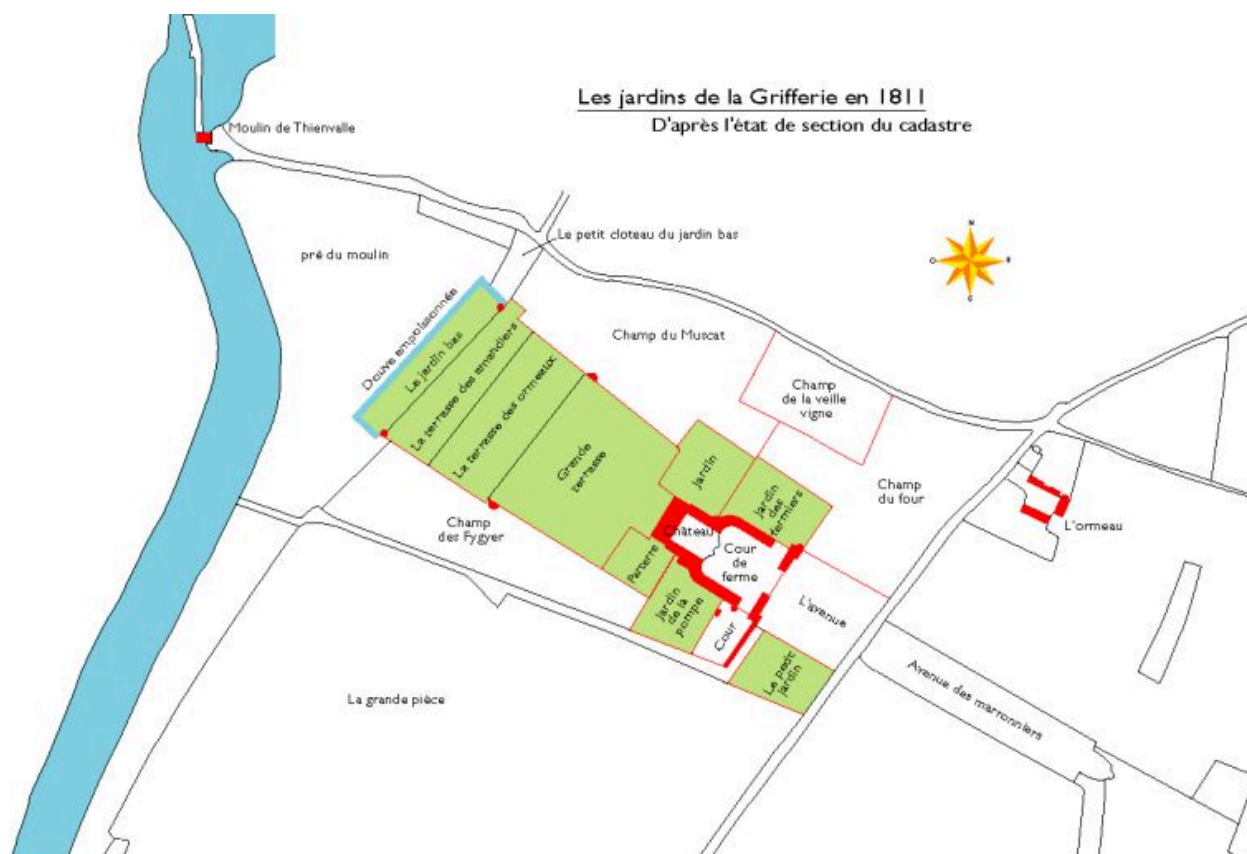 Les jardins de la Grifferie en 1811
D'après l'état de section du cadastre
Moulin de Thienvalle
Le petit cloteau du jardin bas
pré du moulin
N
O
E
S
Douve empoissonnée
Le jardin bas
La terrasse des amandiers
La terrasse des ormeaux
Grande
terrasse
Champ du Muscat
Champ
de la veille
vigne
Jardin
Jardin
des
fermiers
Champ
du four
L'ormeau
Champ
des Fygyer
Château
Cour
de
ferme
Parterre
Jardin
de la
pompe
Cour
L'avenue
Le petit
jardin
Avenue des marronniers
La grande pièce